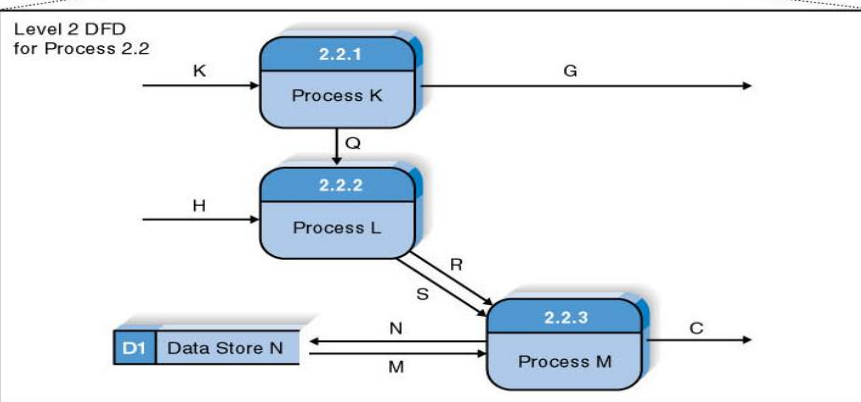 Level 2 DFD
for Process 2.2
2.2.1
K
G
Process K
Q
2.2.2
H
Process L
R
S
2.2.3
N
C
D1 Data Store N
M
Process M